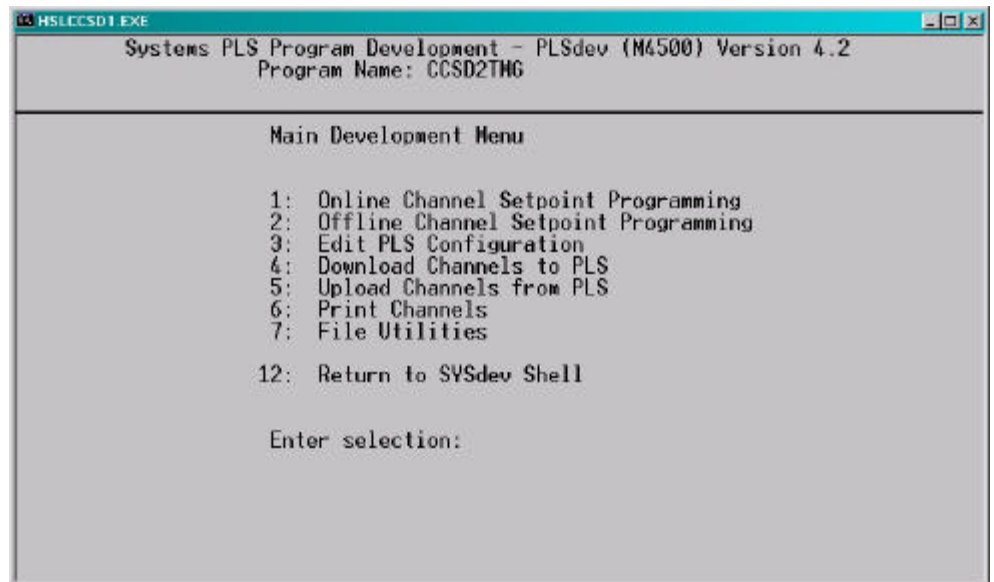 HSLCCSD1.EXE
Systems PLS Program Development - PLSdev (M4500) Version 4.2
Program Name: CCSD2TMG
Main Development Menu
1: Online Channel Setpoint Programming
2: Offline Channel Setpoint Programming
3: Edit PLS Configuration
4: Download Channels to PLS
5: Upload Channels from PLS
6: Print Channels
7: File Utilities
12: Return to SYSdev Shell
Enter selection: